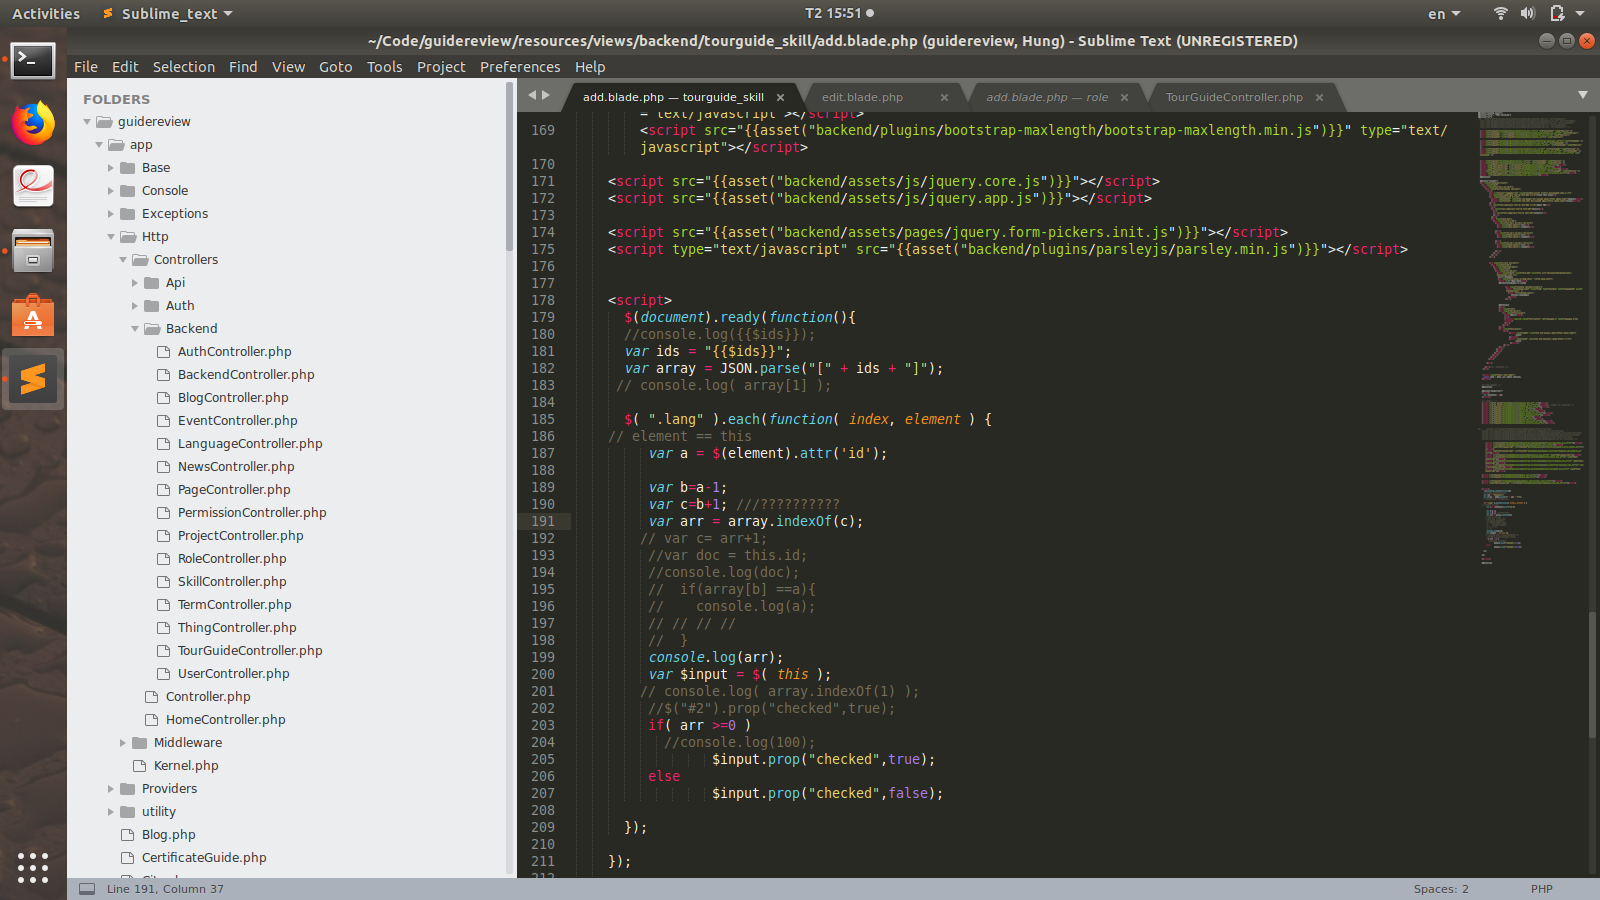 Activities
Sublime_text
T2 15:51
en
~/Code/guidereview/resources/views/backend/tourguide_skill/add.blade.php (guidereview, Hung) - Sublime Text (UNREGISTERED)
File Edit Selection Find View Goto Tools Project Preferences Help
FOLDERS
guidereview
app
Base
Console
Exceptions
Http
Controllers
Api
Auth
Backend
AuthController.php
BackendController.php
BlogController.php
EventController.php
LanguageController.php
NewsController.php
PageController.php
PermissionController.php
ProjectController.php
RoleController.php
SkillController.php
TermController.php
ThingController.php
TourGuideController.php
UserController.php
Controller.php
HomeController.php
Middleware
Kernel.php
Providers
utility
Blog.php
CertificateGuide.php
add.blade.php — tourguide_skill
edit.blade.php
add.blade.php — role
TourGuideController.php
="text/javascript"></script>
169 <script src="{{asset("backend/plugins/bootstrap-maxlength/bootstrap-maxlength.min.js")}}" type="text/
javascript"></script>
170
171 <script src="{{asset("backend/assets/js/jquery.core.js")}}"></script>
172 <script src="{{asset("backend/assets/js/jquery.app.js")}}"></script>
173
174 <script src="{{asset("backend/assets/pages/jquery.form-pickers.init.js")}}"></script>
175 <script type="text/javascript" src="{{asset("backend/plugins/parsleyjs/parsley.min.js")}}"></script>
176
177
178 <script>
179 $(document).ready(function(){
180 //console.log({{$ids}});
181 var ids = "{{$ids}}";
182 var array = JSON.parse("[" + ids + "]");
183 // console.log( array[1] );
184
185 $( ".lang" ).each(function( index, element ) {
186 // element == this
187 var a = $(element).attr('id');
188
189 var b=a-1;
190 var c=b+1; ///??????????
191 var arr = array.indexOf(c);
192 // var c= arr+1;
193 //var doc = this.id;
194 //console.log(doc);
195 // if(array[b] ==a){
196 // console.log(a);
197 // // // //
198 // }
199 console.log(arr);
200 var $input = $( this );
201 // console.log( array.indexOf(1) );
202 //$("#2").prop("checked",true);
203 if( arr >=0 )
204 //console.log(100);
205 $input.prop("checked",true);
206 else
207 $input.prop("checked",false);
208
209 });
210
211 });
212
Line 191, Column 37
Spaces: 2
PHP